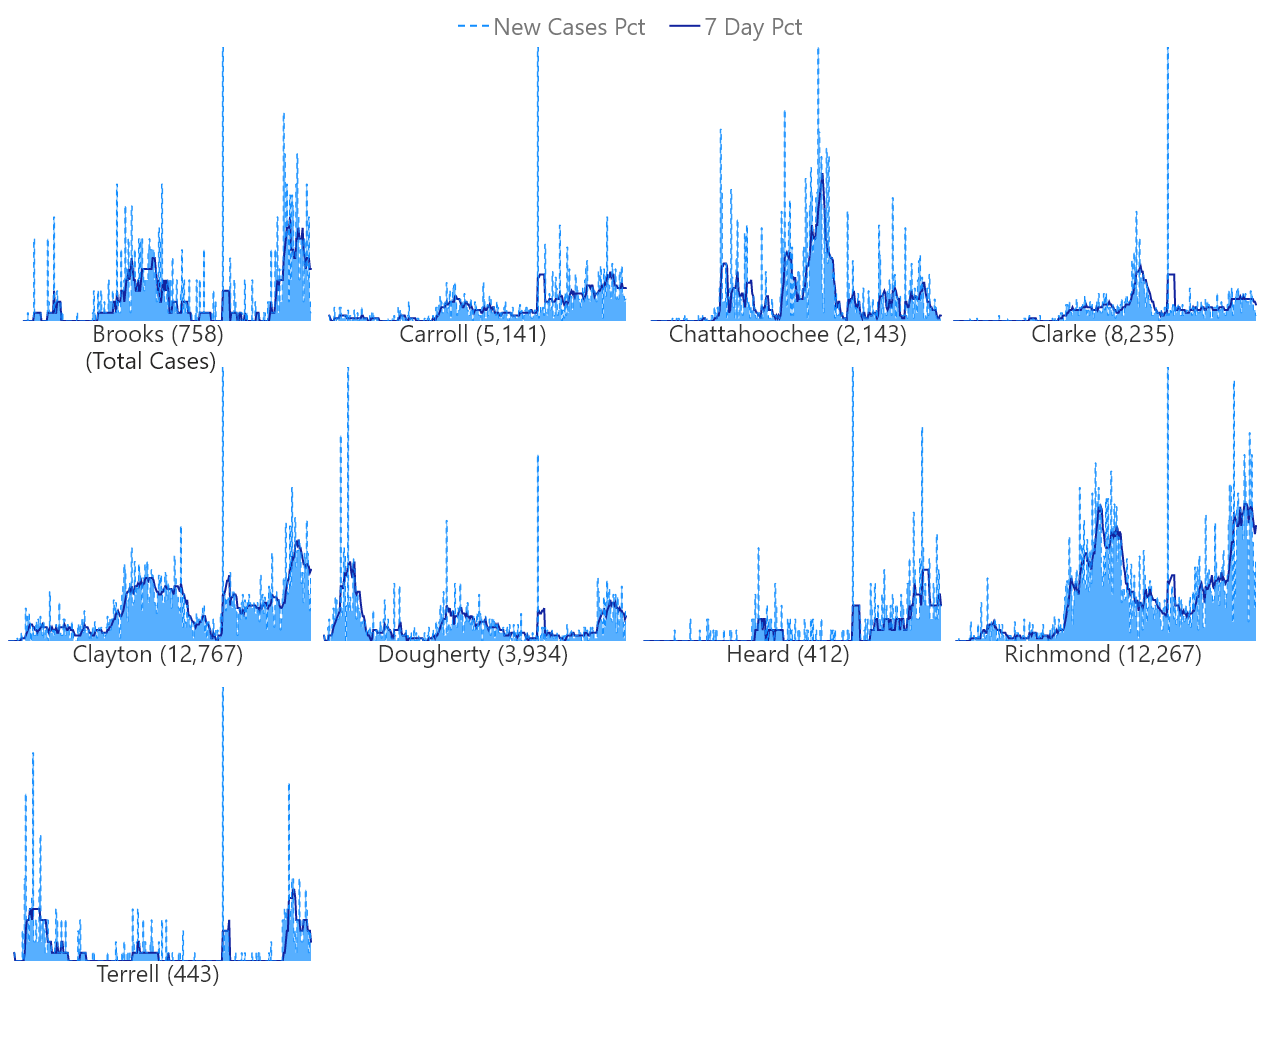 New Cases Pct 7 Day Pct
Brooks (758)
(Total Cases)
Carroll (5,141)
Chattahoochee (2,143)
Clarke (8,235)
Clayton (12,767)
Dougherty (3,934)
Heard (412)
Richmond (12,267)
Terrell (443)